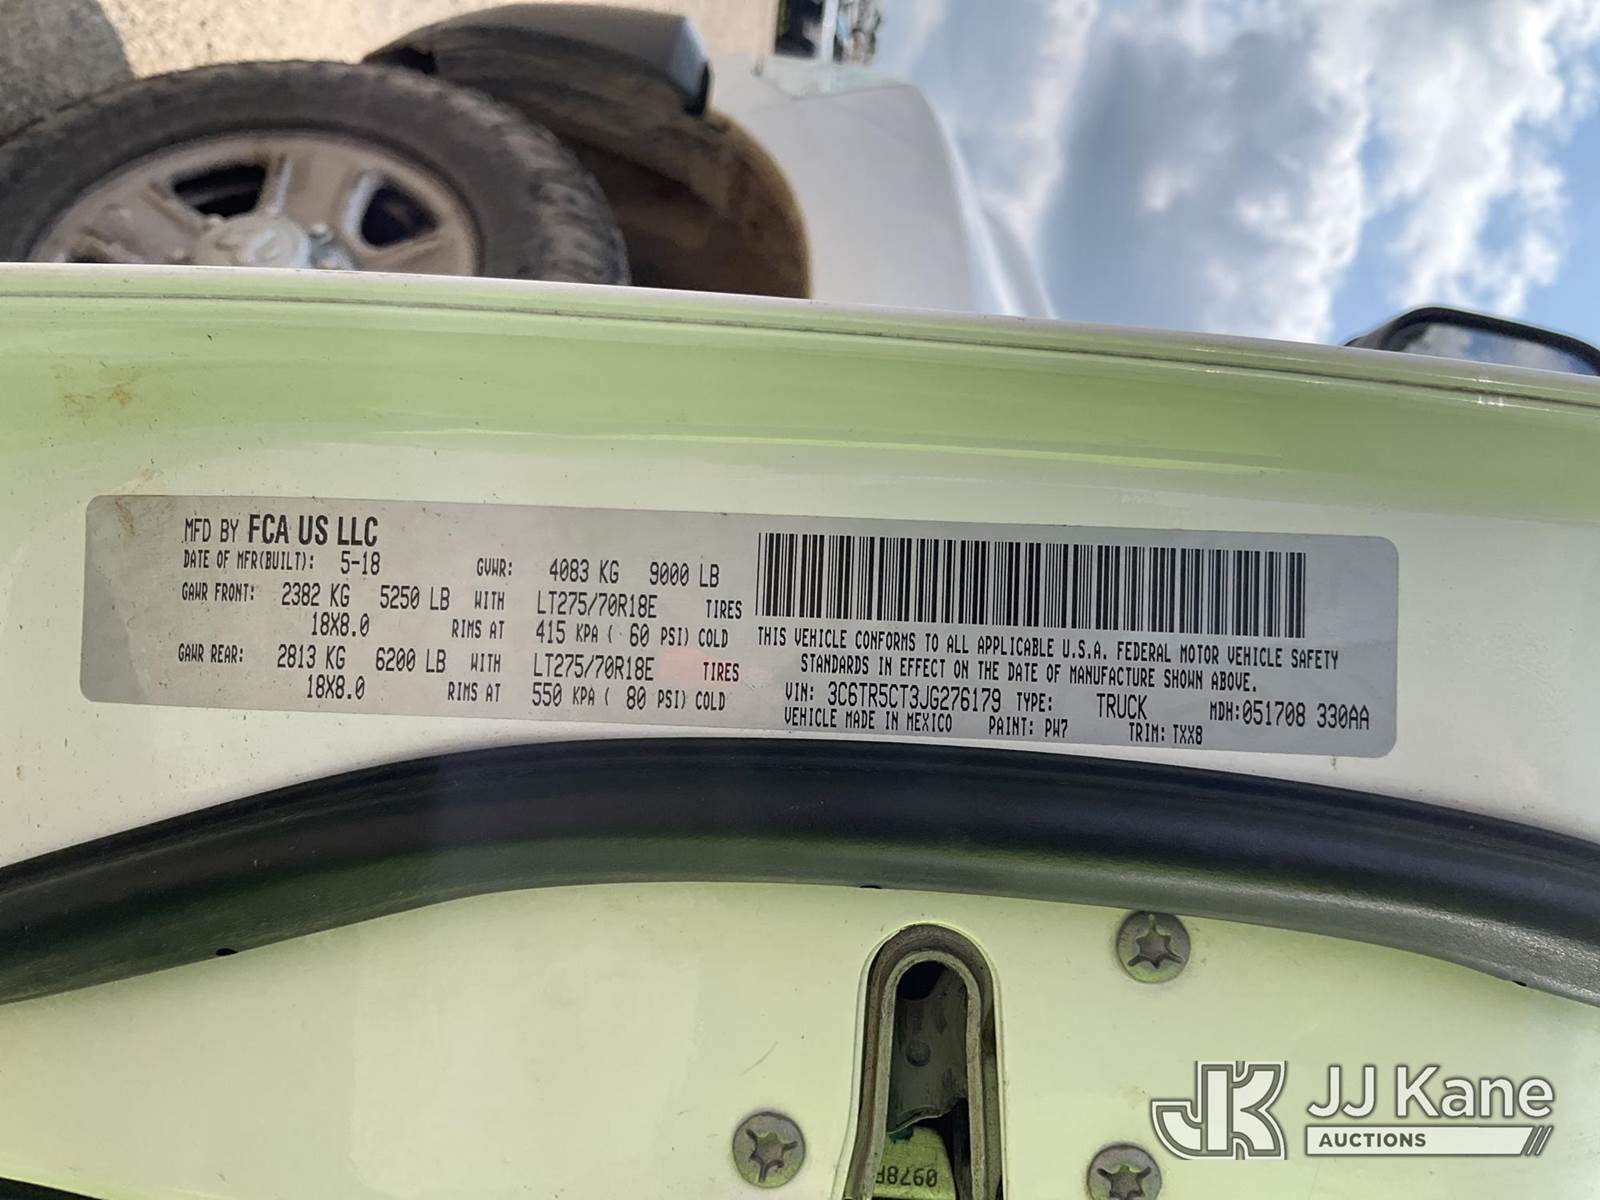 MFD BY FCA US LLC
DATE OF MFR(BUILT): 5-18 GVWR: 4083 KG 9000 LB
GAWR FRONT: 2382 KG 5250 LB WITH LT275/70R18E TIRES
18X8.0 RIMS AT 415 KPA ( 60 PSI) COLD
GAWR REAR: 2813 KG 6200 LB WITH LT275/70R18E TIRES
18X8.0 RIMS AT 550 KPA ( 80 PSI) COLD
THIS VEHICLE CONFORMS TO ALL APPLICABLE U.S.A. FEDERAL MOTOR VEHICLE SAFETY
STANDARDS IN EFFECT ON THE DATE OF MANUFACTURE SHOWN ABOVE.
VIN: 3C6TR5CT3JG276179 TYPE: TRUCK MDH:051708 330AA
VEHICLE MADE IN MEXICO PAINT: PW7 TRIM: TXX8
JK JJ Kane
AUCTIONS